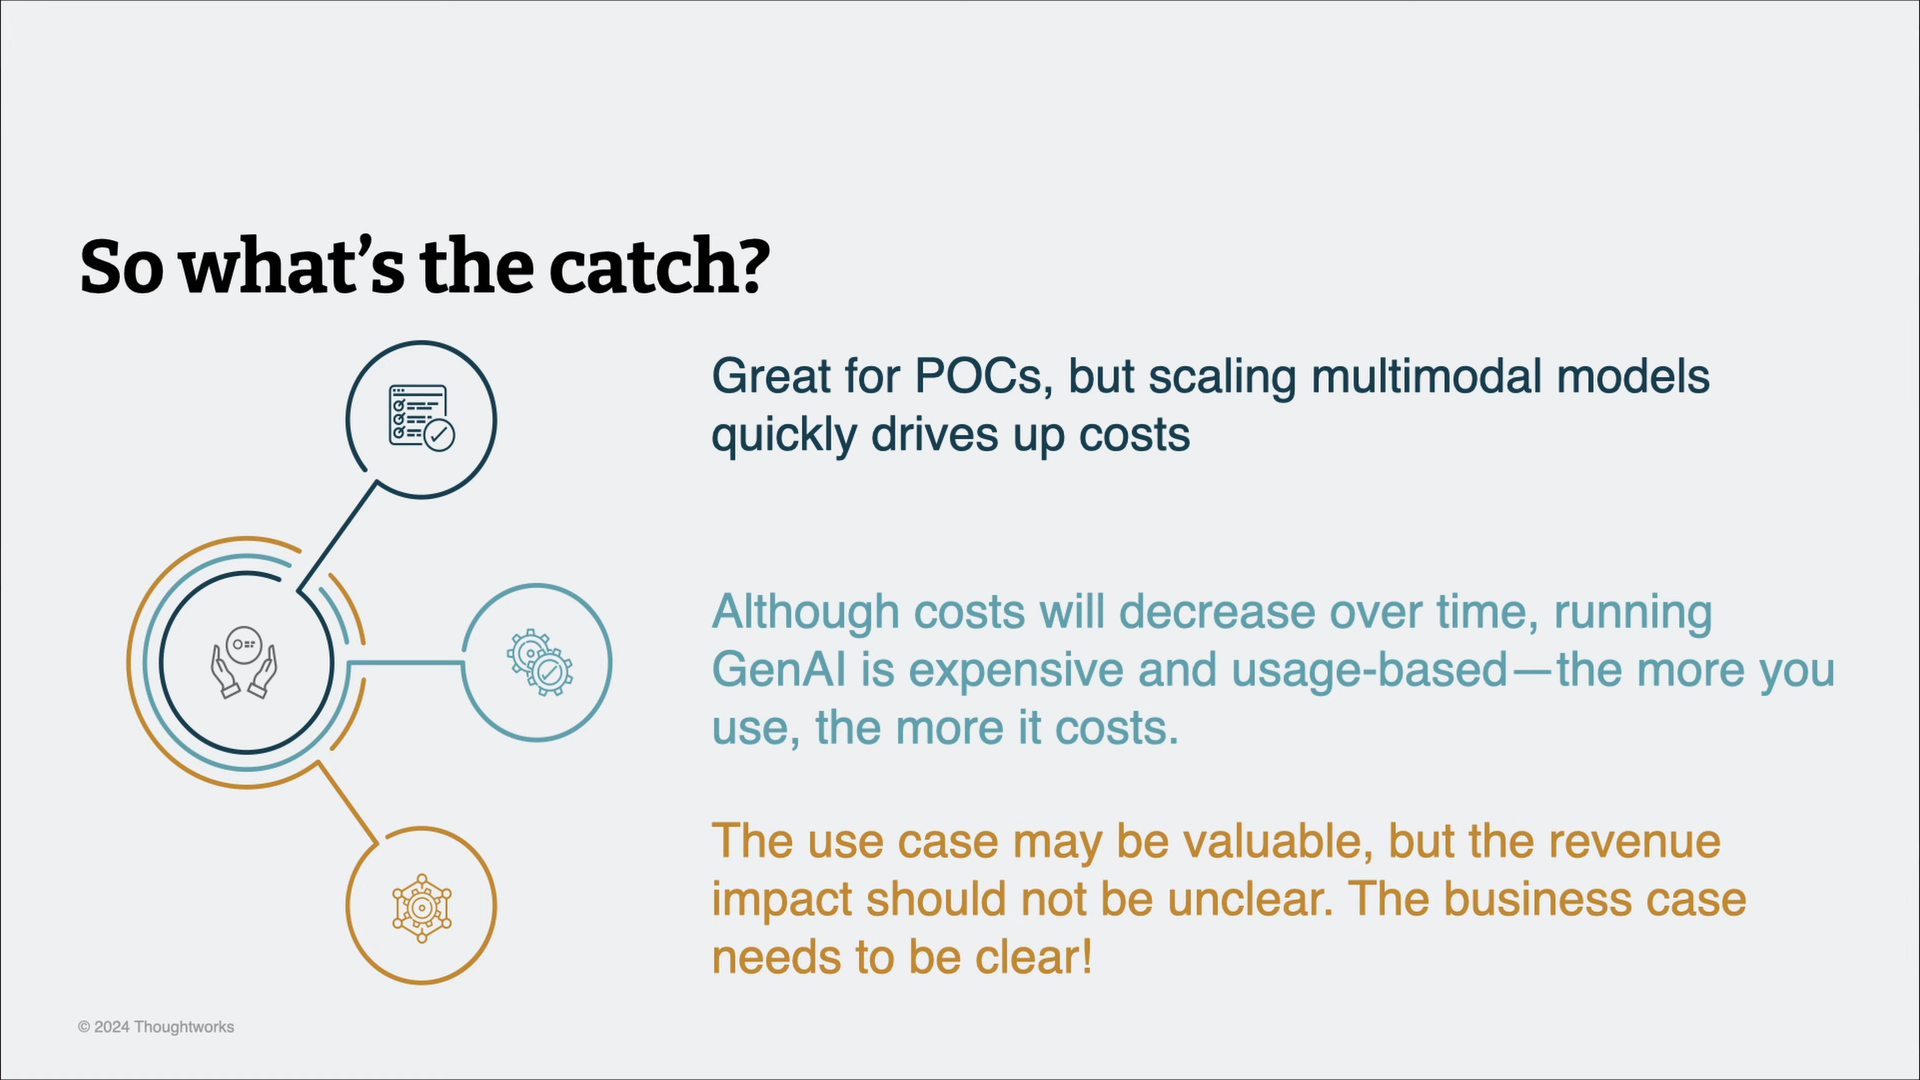 So what’s the catch?
Great for POCs, but scaling multimodal models
quickly drives up costs
Although costs will decrease over time, running
GenAI is expensive and usage-based—the more you
use, the more it costs.
The use case may be valuable, but the revenue
impact should not be unclear. The business case
needs to be clear!
© 2024 Thoughtworks